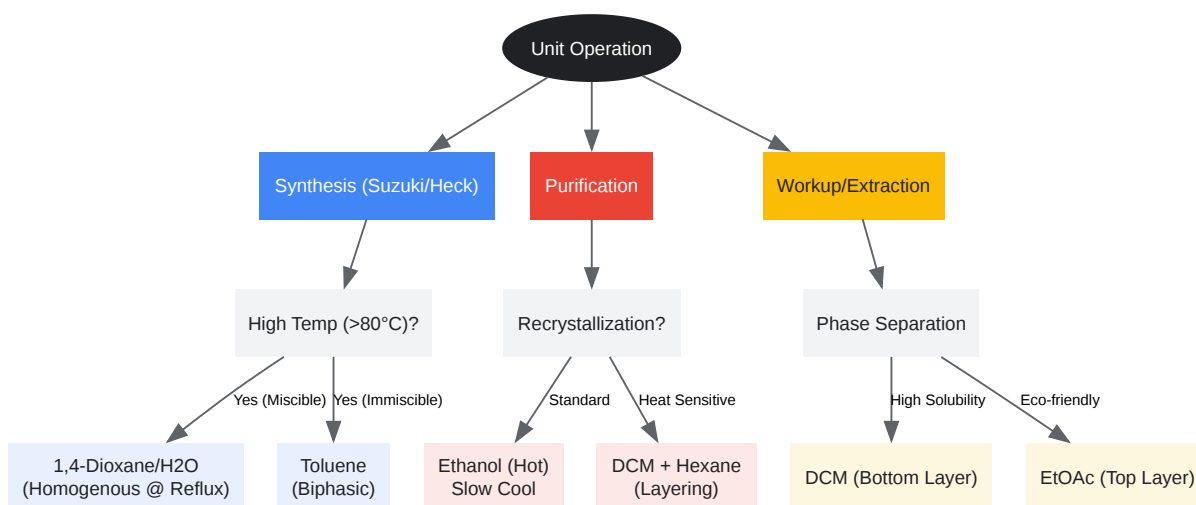 Unit Operation
Synthesis (Suzuki/Heck)
Purification
Workup/Extraction
High Temp (>80°C)?
Recrystallization?
Phase Separation
Yes (Miscible)
Yes (Immiscible)
Standard
Heat Sensitive
High Solubility
Eco-friendly
1,4-Dioxane/H2O
(Homogenous @ Reflux)
Toluene
(Biphasic)
Ethanol (Hot)
Slow Cool
DCM + Hexane
(Layering)
DCM (Bottom Layer)
EtOAc (Top Layer)